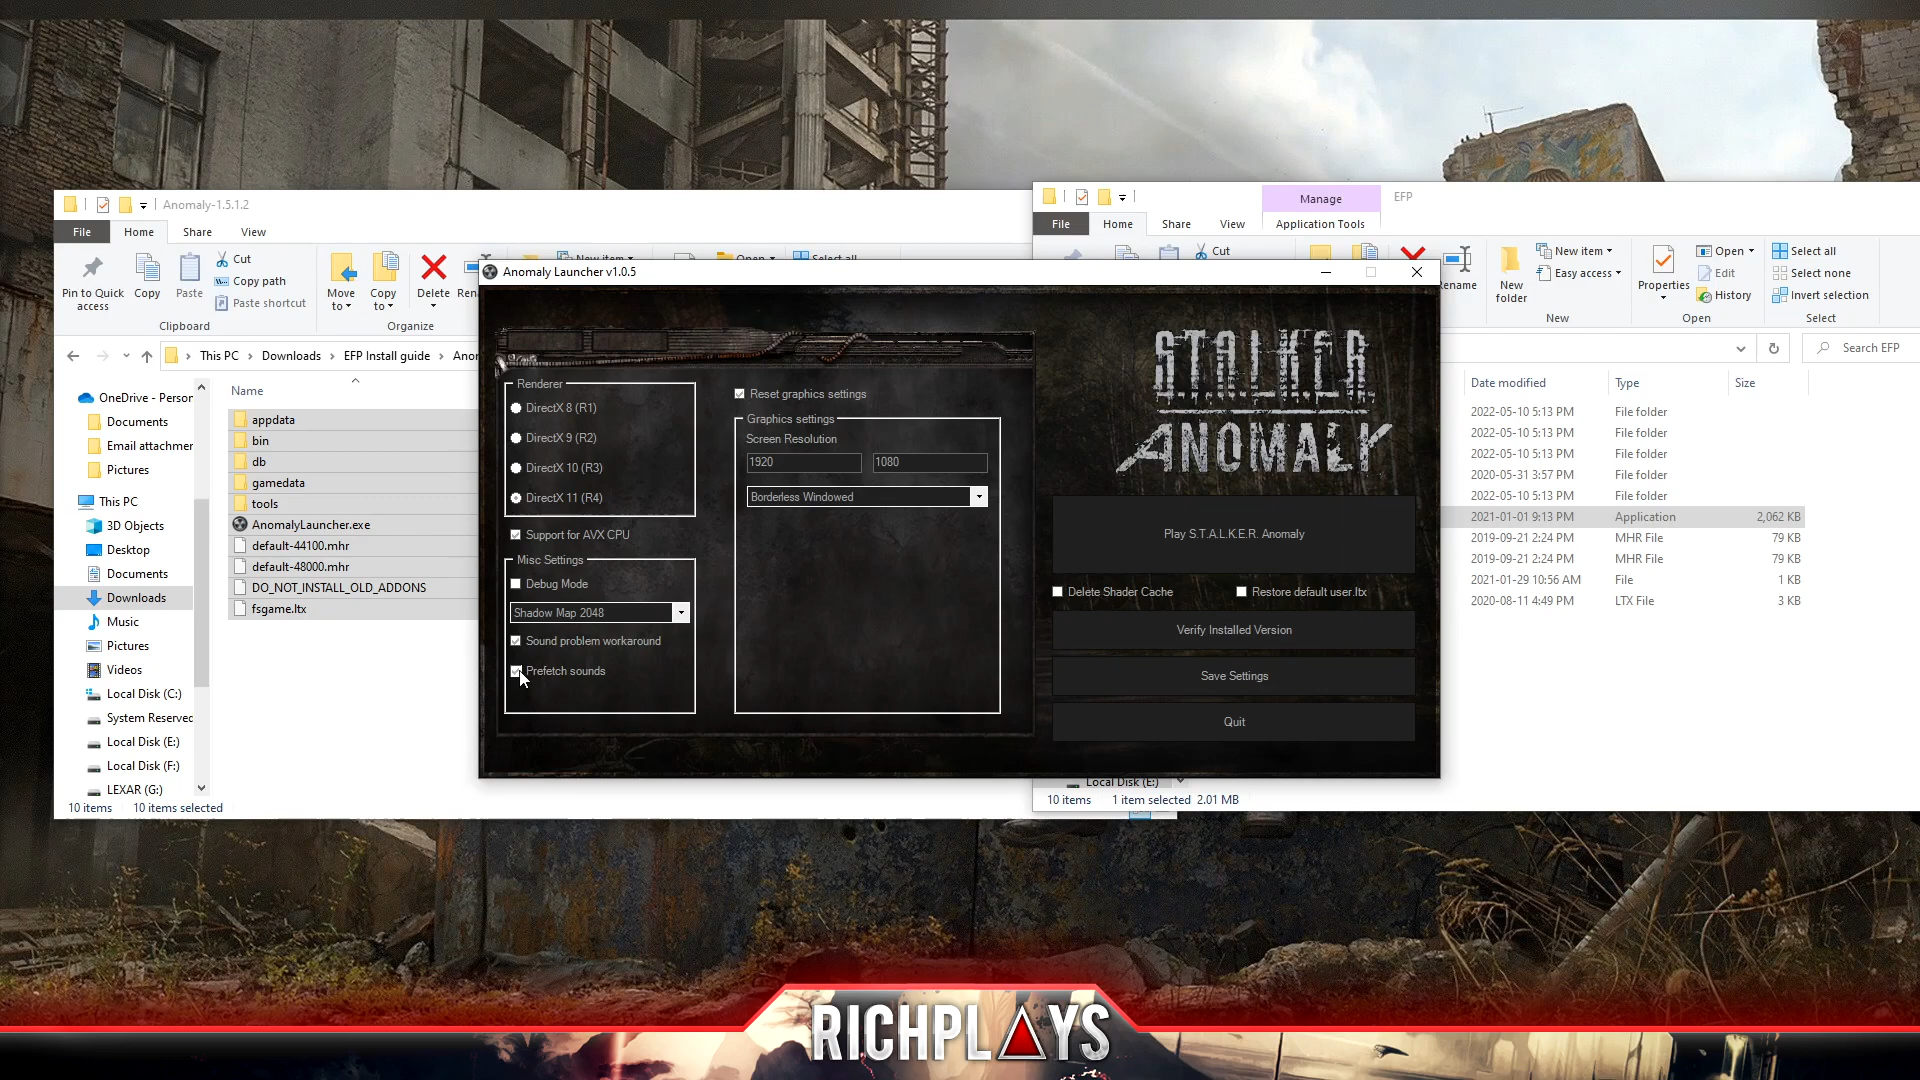 Anomaly-1.5.1.2
File
Home
Share
View
Pin to Quick access
Copy
Paste
Cut
Copy path
Paste shortcut
Clipboard
Move to
Copy to
Delete
Organize
This PC
Downloads
EFP Install guide
Name
OneDrive - Person
Documents
Email attachmen
Pictures
This PC
3D Objects
Desktop
Documents
Downloads
Music
Pictures
Videos
Local Disk (C:)
System Reserved
Local Disk (E:)
Local Disk (F:)
LEXAR (G:)
appdata
bin
db
gamedata
tools
AnomalyLauncher.exe
default-44100.mhr
default-48000.mhr
DO_NOT_INSTALL_OLD_ADDONS
fsgame.ltx
10 items
10 items selected
Anomaly Launcher v1.0.5
Renderer
DirectX 8 (R1)
DirectX 9 (R2)
DirectX 10 (R3)
DirectX 11 (R4)
Support for AVX CPU
Misc Settings
Debug Mode
Shadow Map 2048
Sound problem workaround
Prefetch sounds
Reset graphics settings
Graphics settings
Screen Resolution
1920
1080
Borderless Windowed
S.T.A.L.K.E.R.
ANOMALY
Play S.T.A.L.K.E.R. Anomaly
Delete Shader Cache
Restore default user.ltx
Verify Installed Version
Save Settings
Quit
Manage
EFP
File
Home
Share
View
Application Tools
Cut
New folder
New item
Easy access
New
Properties
Open
Edit
History
Open
Select all
Select none
Invert selection
Select
Search EFP
Date modified
Type
Size
2022-05-10 5:13 PM File folder
2022-05-10 5:13 PM File folder
2022-05-10 5:13 PM File folder
2020-05-31 3:57 PM File folder
2022-05-10 5:13 PM File folder
2021-01-01 9:13 PM Application 2,062 KB
2019-09-21 2:24 PM MHR File 79 KB
2019-09-21 2:24 PM MHR File 79 KB
2021-01-29 10:56 AM File 1 KB
2020-08-11 4:49 PM LTX File 3 KB
Local Disk (E:)
10 items
1 item selected 2.01 MB
RICHPLAYS